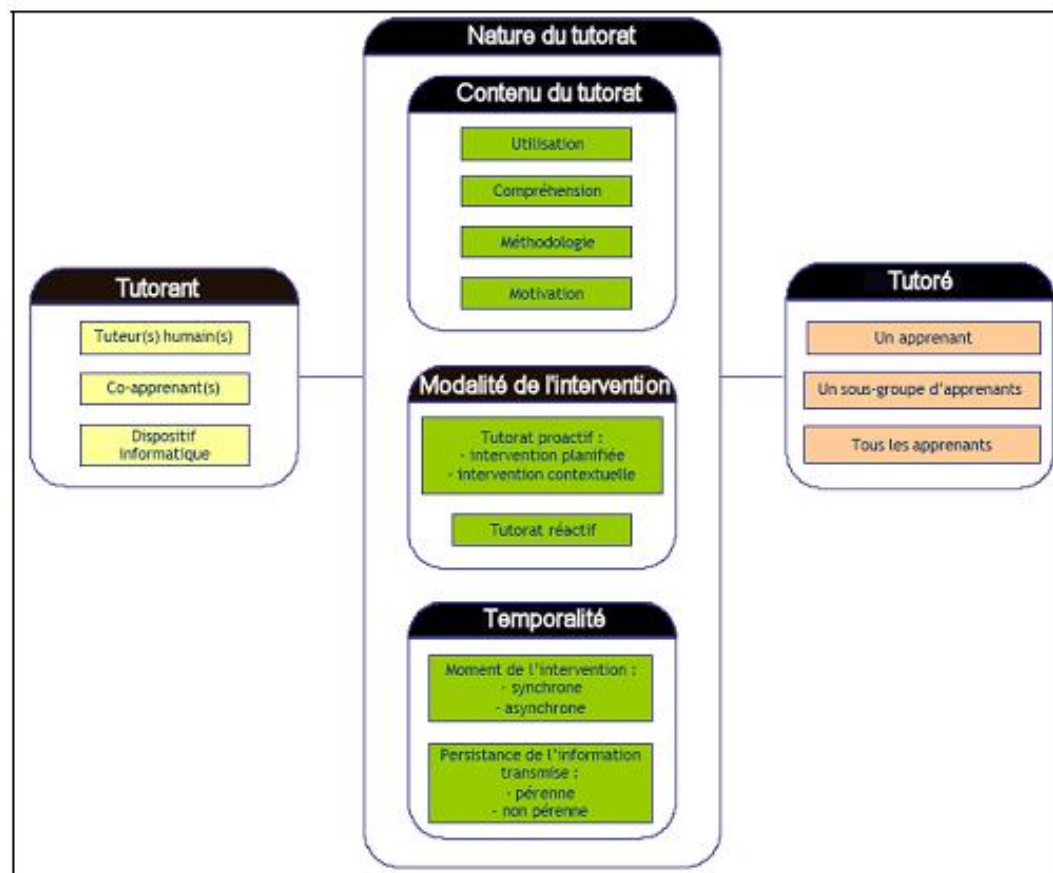 Nature du tutorat
Contenu du tutorat
Utilisation
Compréhension
Méthodologie
Motivation
Tutorant
Tuteur(s) humain(s)
Co-apprenant(s)
Dispositif
informatique
Modalité de l'intervention
Tutorat proactif :
- intervention planifiée
- intervention contextuelle
Tutorat réactif
Temporalité
Moment de l'intervention :
- synchrone
- asynchrone
Persistance de l'information
transmise :
- pérenne
- non pérenne
Tutoré
Un apprenant
Un sous-groupe d'apprenants
Tous les apprenants